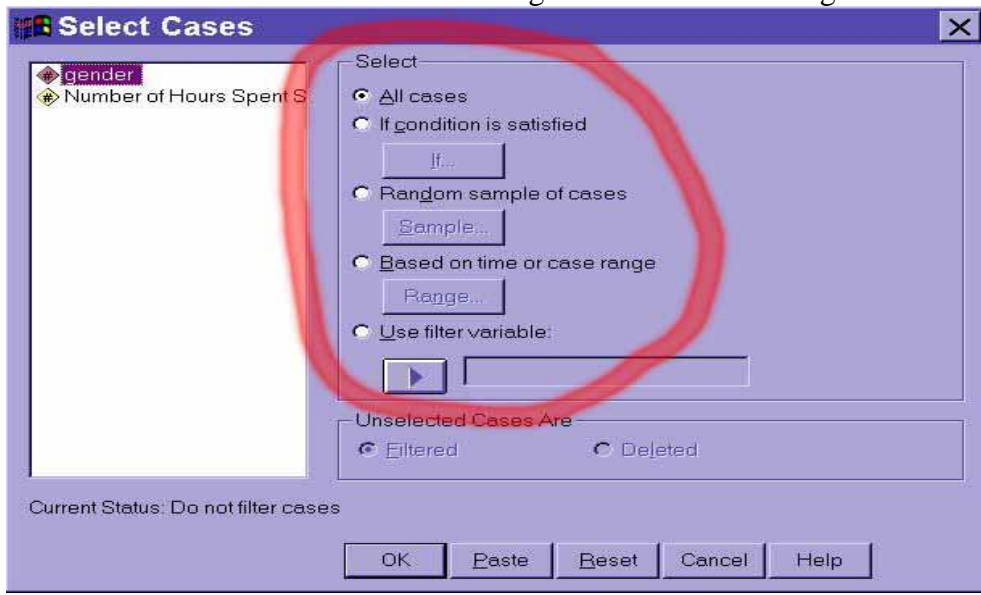 Select Cases
gender
Number of Hours Spent S
Select
All cases
If condition is satisfied
If...
Random sample of cases
Sample...
Based on time or case range
Range...
Use filter variable:
Unselected Cases Are
Filtered
Deleted
Current Status: Do not filter cases
OK
Paste
Reset
Cancel
Help